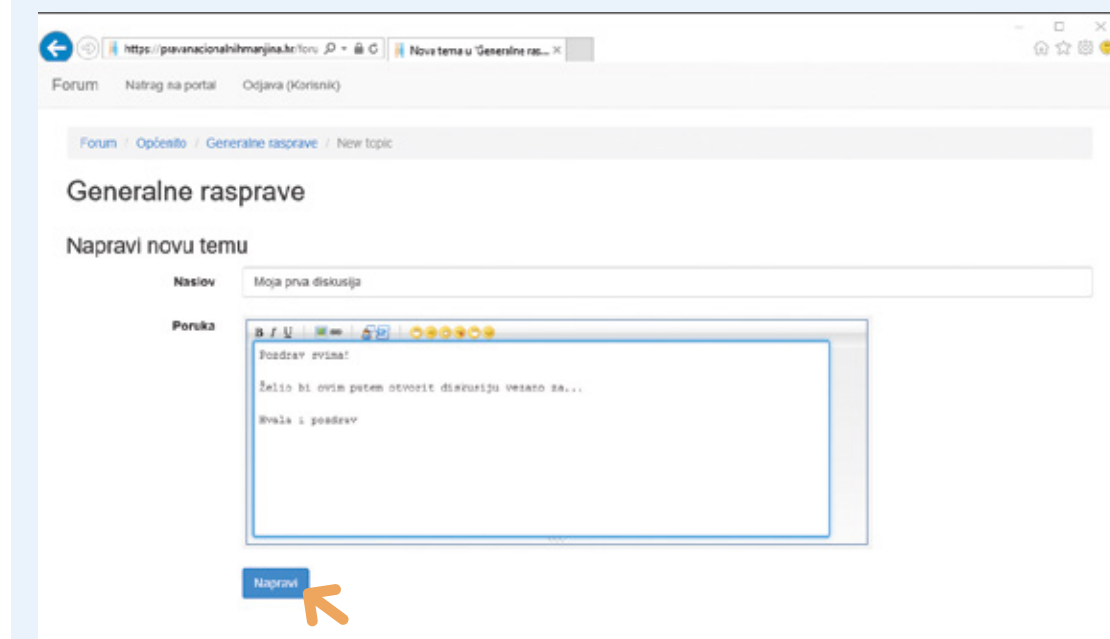 https://pravanacionalnihmanjina.hr/foru
Nova tema u 'Generalne ras...
Forum Natrag na portal Odjava (Korisnik)
Forum / Općenito / Generalne rasprave / New topic
Generalne rasprave
Napravi novu temu
Naslov Moja prva diskusija
Poruka
B I U
Pozdrav svima!
Želio bi ovim putem otvorit diskusiju vezano za...
Hvala i pozdrav
Napravi